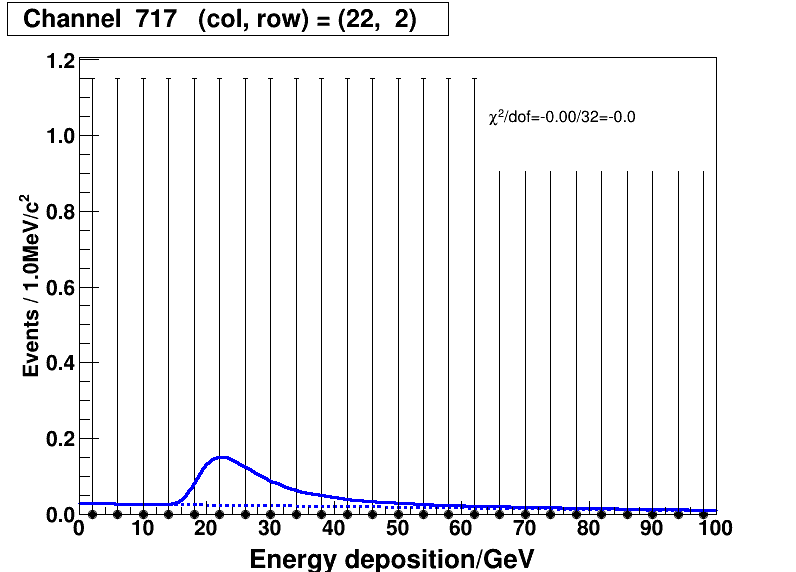 Channel 717 (col, row) = (22, 2)
1.2
χ²/dof=-0.00/32=-0.0
1.0
0.8
0.6
0.4
0.2
0.0
Events / 1.0MeV/c²
0 10 20 30 40 50 60 70 80 90 100
Energy deposition/GeV